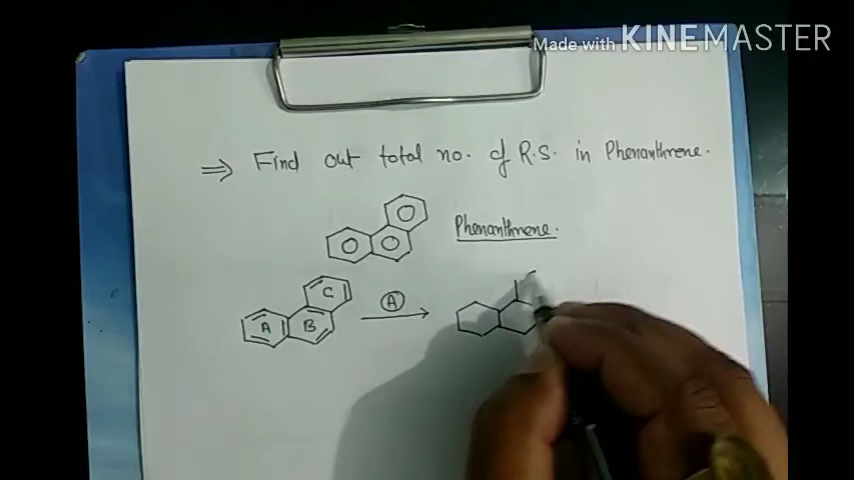 Made with KINEMASTER
⇒ Find out total no. of R.S. in Phenanthrene.
Phenanthrene.
A B C
A